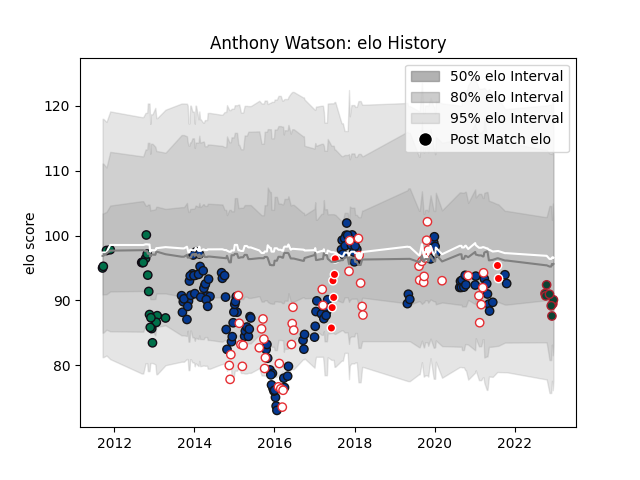 Anthony Watson: elo History
50% elo Interval
80% elo Interval
95% elo Interval
Post Match elo
elo score
120
110
100
90
80
2012 2014 2016 2018 2020 2022